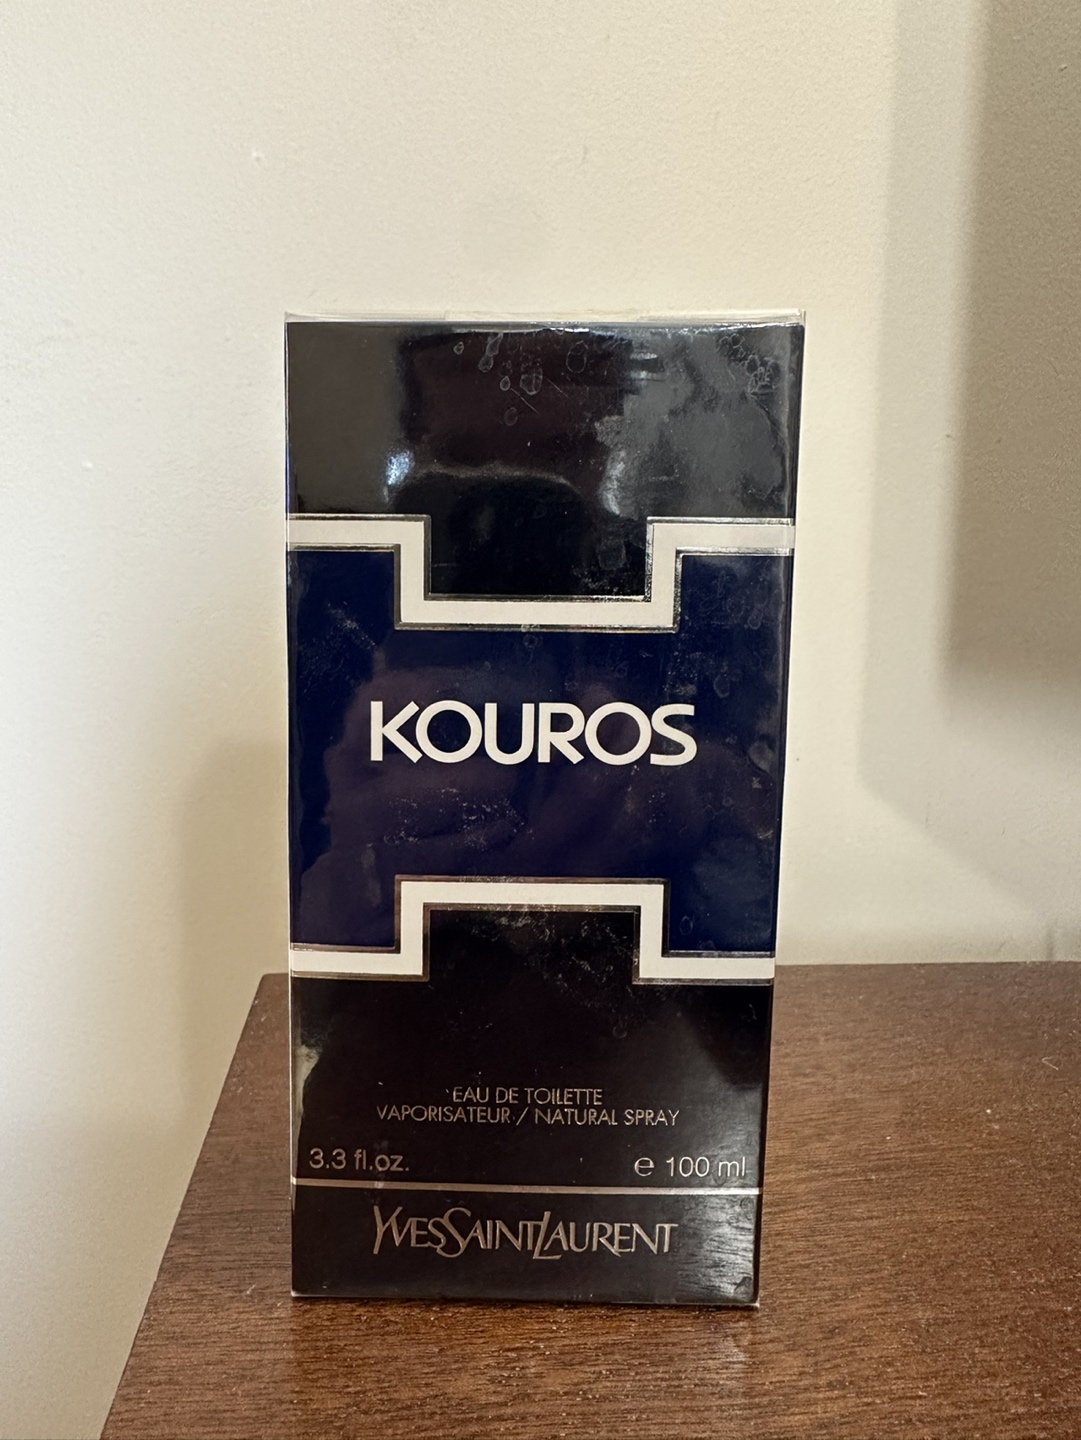 KOUROS
EAU DE TOILETTE
VAPORISATEUR / NATURAL SPRAY
3.3 fl.oz. e 100 ml
YVESSAINTLAURENT